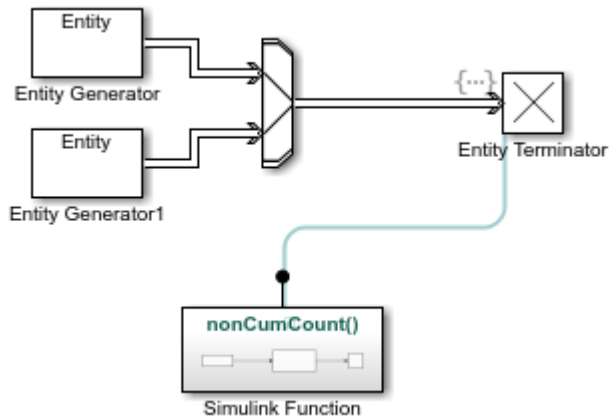 Entity
Entity Generator
Entity
Entity Generator1
{...}
Entity Terminator
nonCumCount()
Simulink Function